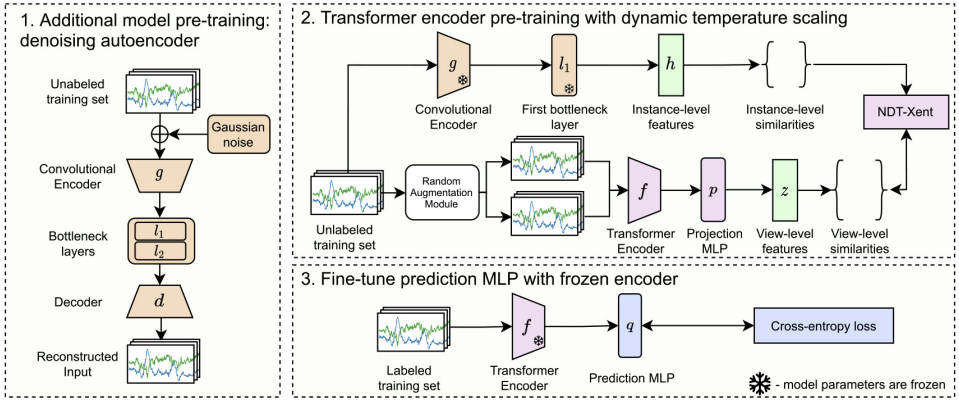 1. Additional model pre-training:
denoising autoencoder
Unabeled
training set
Gaussian
noise
Convolutional
Encoder
g
Bottleneck
layers
l₁
l₂
Decoder
d
Reconstructed
Input
2. Transformer encoder pre-training with dynamic temperature scaling
g
l₁
h
Convolutional
Encoder
First bottleneck
layer
Instance-level
features
Instance-level
similarities
NDT-Xent
Unlabeled
training set
Random
Augmentation
Module
f
p
z
Transformer
Encoder
Projection
MLP
View-level
features
View-level
similarities
3. Fine-tune prediction MLP with frozen encoder
Labeled
training set
f
Transformer
Encoder
q
Prediction MLP
Cross-entropy loss
- model parameters are frozen